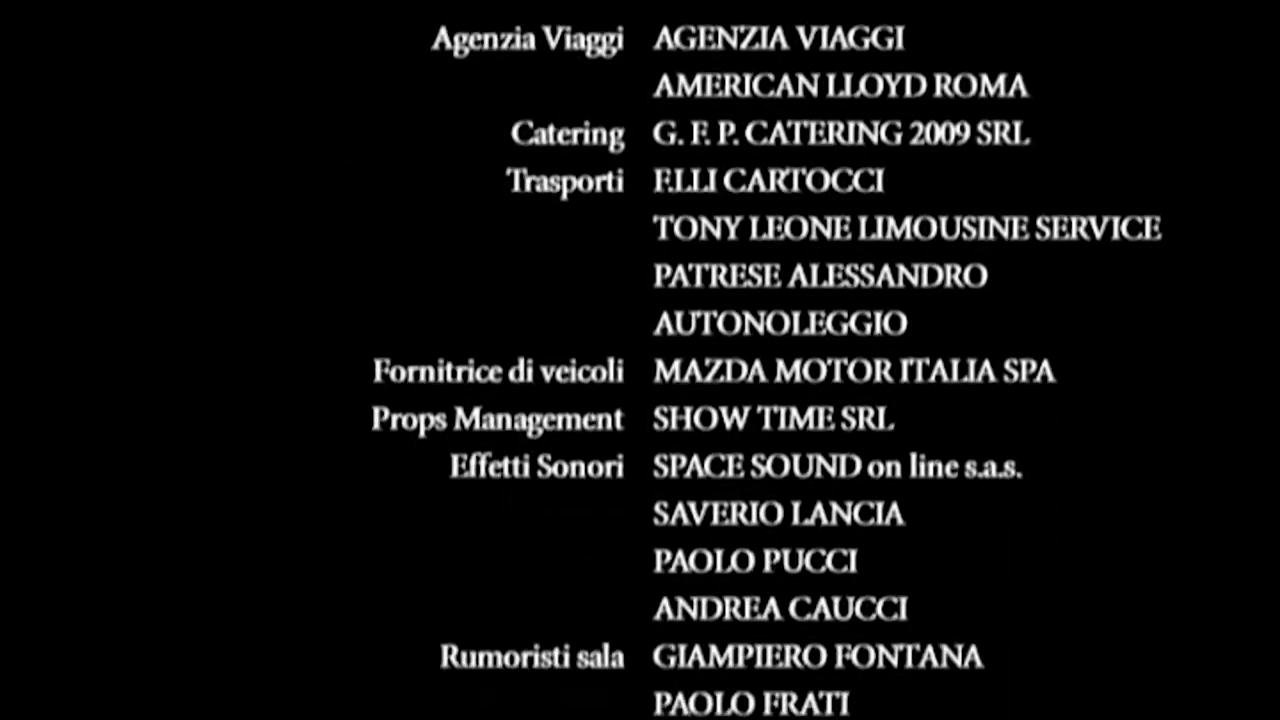 Agenzia Viaggi AGENZIA VIAGGI
AMERICAN LLOYD ROMA
Catering G. F. P. CATERING 2009 SRL
Trasporti F.LLI CARTOCCI
TONY LEONE LIMOUSINE SERVICE
PATRESE ALESSANDRO
AUTONOLEGGIO
Fornitrice di veicoli MAZDA MOTOR ITALIA SPA
Props Management SHOW TIME SRL
Effetti Sonori SPACE SOUND on line s.a.s.
SAVERIO LANCIA
PAOLO PUCCI
ANDREA CAUCCI
Rumoristi sala GIAMPIERO FONTANA
PAOLO FRATI